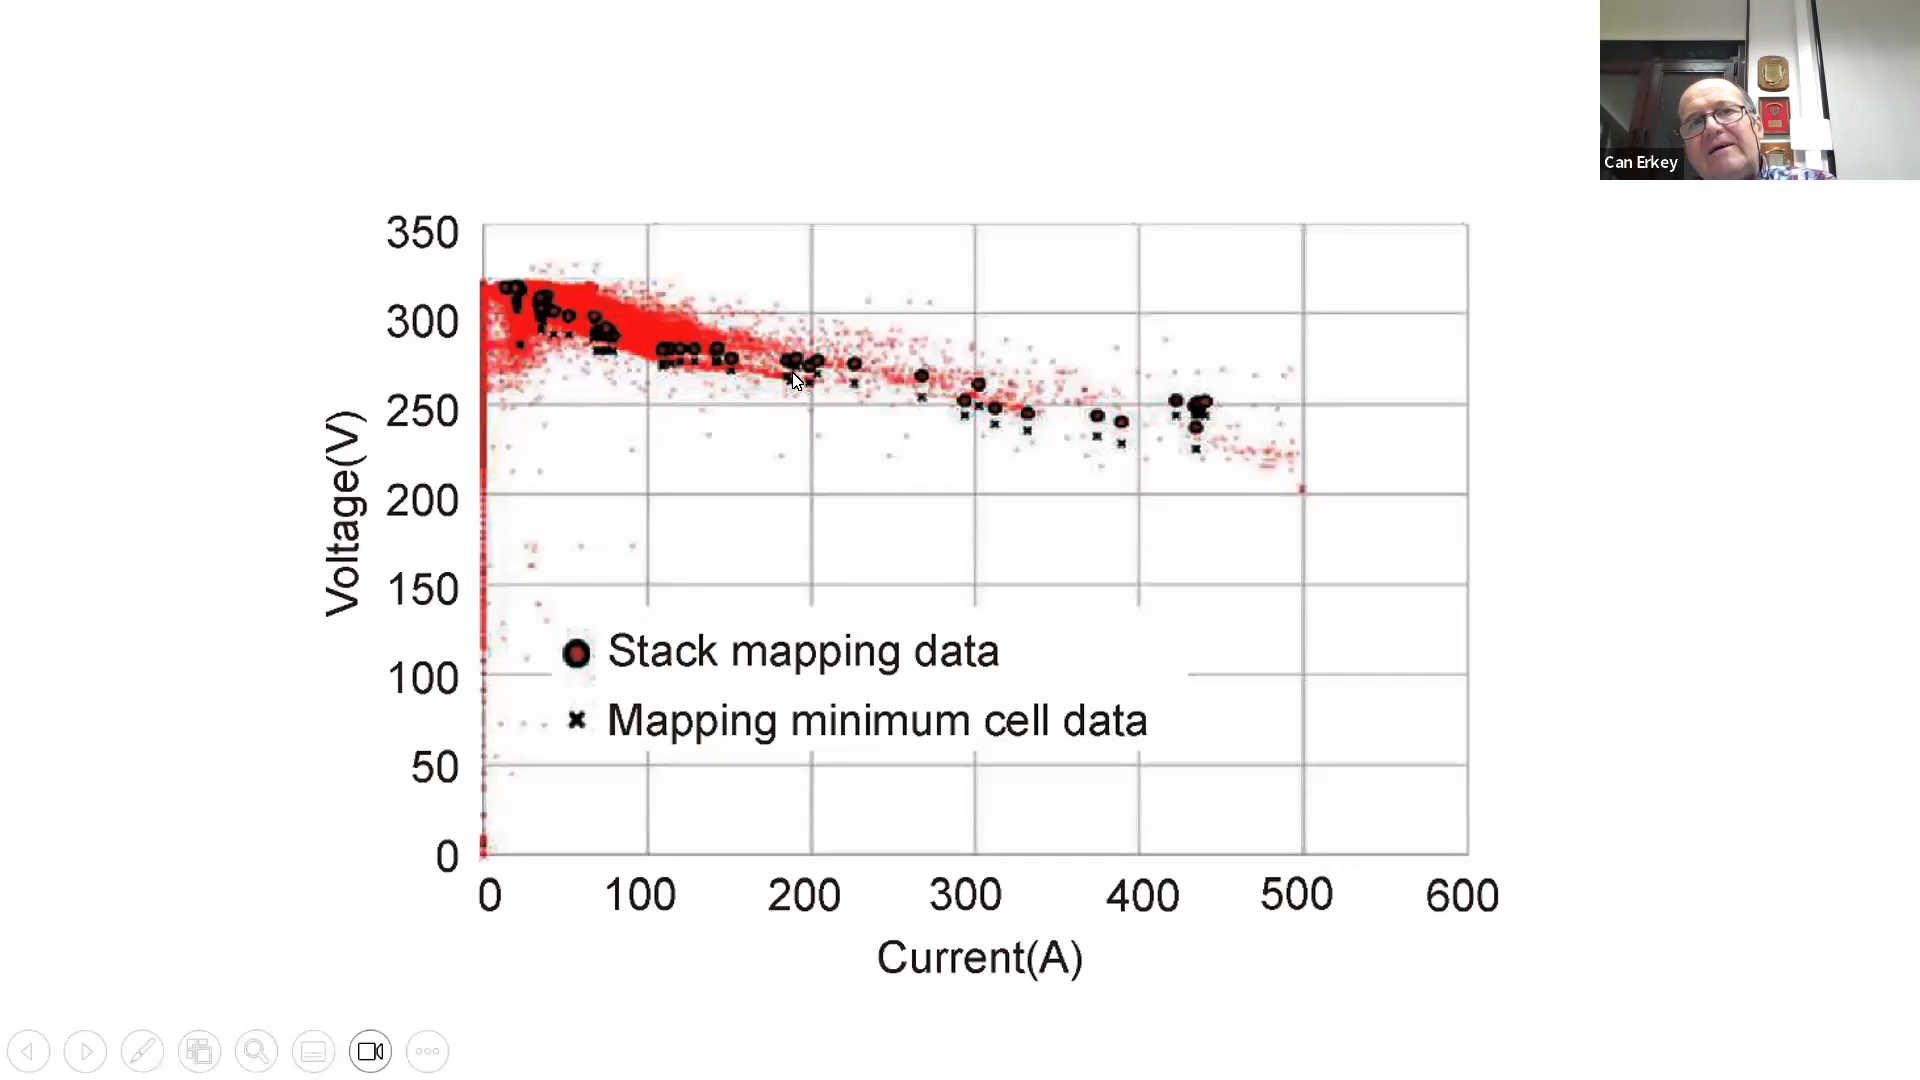 Can Erkey
350
300
250
200
150
100
50
0
Voltage(V)
Stack mapping data
Mapping minimum cell data
0 100 200 300 400 500 600
Current(A)